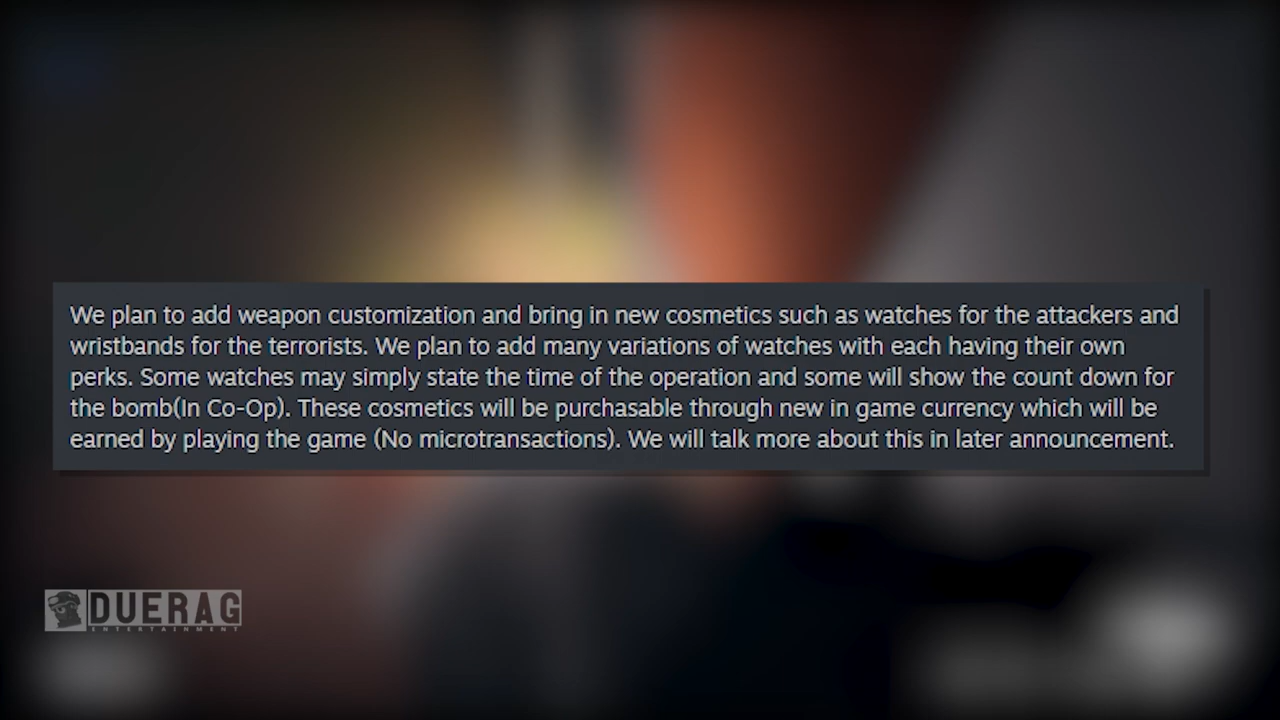 We plan to add weapon customization and bring in new cosmetics such as watches for the attackers and
wristbands for the terrorists. We plan to add many variations of watches with each having their own
perks. Some watches may simply state the time of the operation and some will show the count down for
the bomb(In Co-Op). These cosmetics will be purchasable through new in game currency which will be
earned by playing the game (No microtransactions). We will talk more about this in later announcement.
DUERAG
ENTERTAINMENT